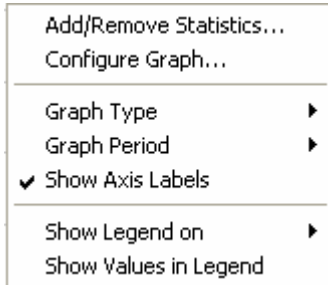 Add/Remove Statistics...
Configure Graph...
Graph Type
Graph Period
Show Axis Labels
Show Legend on
Show Values in Legend